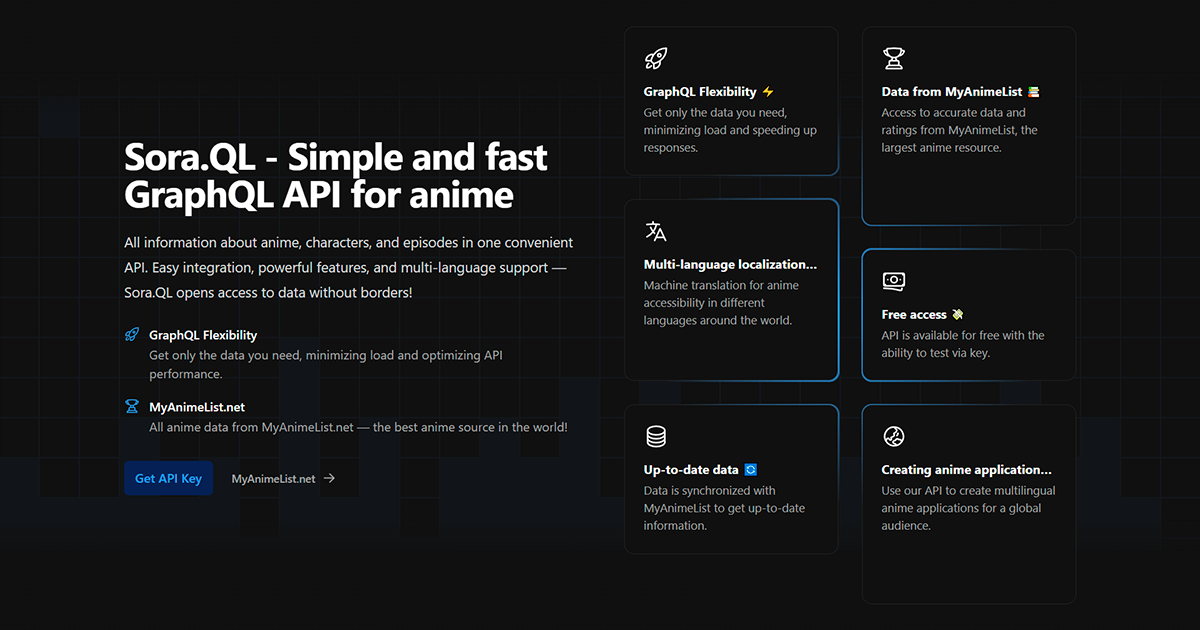 Sora.QL - Simple and fast
GraphQL API for anime
All information about anime, characters, and episodes in one convenient
API. Easy integration, powerful features, and multi-language support —
Sora.QL opens access to data without borders!
GraphQL Flexibility
Get only the data you need, minimizing load and optimizing API
performance.
MyAnimeList.net
All anime data from MyAnimeList.net — the best anime source in the world!
Get API Key
MyAnimeList.net →
GraphQL Flexibility ⚡
Get only the data you need,
minimizing load and speeding up
responses.
Multi-language localization...
Machine translation for anime
accessibility in different
languages around the world.
Up-to-date data 🔄
Data is synchronized with
MyAnimeList to get up-to-date
information.
Data from MyAnimeList 📚
Access to accurate data and
ratings from MyAnimeList, the
largest anime resource.
Free access 💸
API is available for free with the
ability to test via key.
Creating anime application...
Use our API to create multilingual
anime applications for a global
audience.